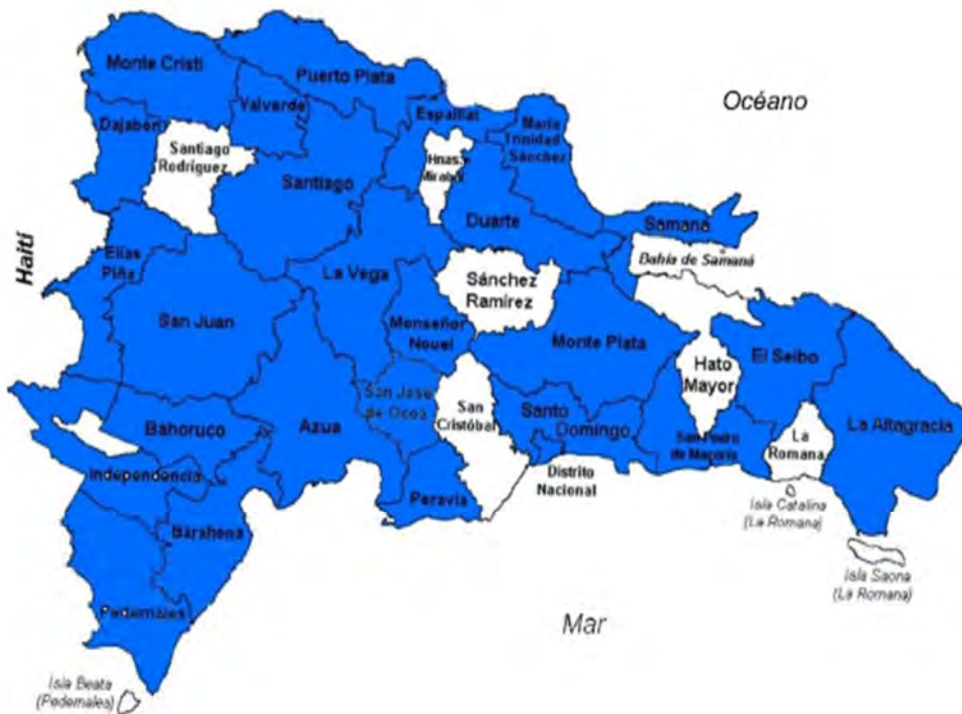 Monte Cristi
Puerto Plata
Océano
Valverde
Espaillat
Dajabón
María
Trinidad
Sánchez
Santiago
Rodríguez
Hnas.
Mirabal
Santiago
Duarte
Samaná
Haití
Elías
Piña
Bahía de Samaná
La Vega
Sánchez
Ramírez
San Juan
Monseñor
Nouel
Monte Plata
El Seibo
Hato
Mayor
San Jase
de Ocoa
San
Cristóbal
Santo
Domingo
La Altagracia
Bahoruco
Azua
San Pedro
de Macoris
La
Romana
Independencia
Distrito
Nacional
Peravia
Isla Catalina
(La Romana)
Barahona
Isla Saona
(La Romana)
Pedernales
Mar
Isla Beata
(Pedernales)